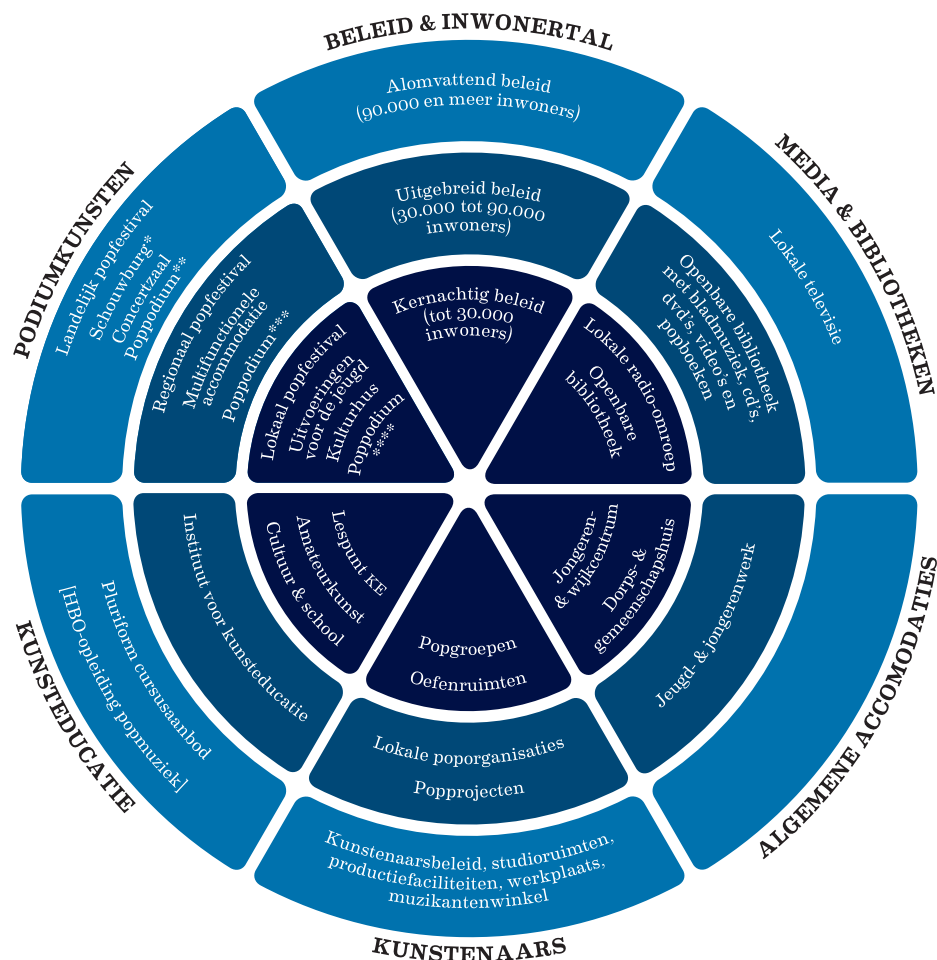 BELEID & INWONERTAL
Alomvattend beleid
(90.000 en meer inwoners)
Uitgebreid beleid
(30.000 tot 90.000
inwoners)
Kernachtig beleid
(tot 30.000
inwoners)
MEDIA & BIBLIOTHEKEN
Lokale televisie
Openbare bibliotheek
met bladmuziek, cd's,
dvd's, video's en
popboeken
Lokale radio-omroep
Openbare
bibliotheek
ALGEMENE ACCOMODATIES
Jeugd- & jongerenwerk
Jongeren-
& wijkcentrum
Dorps- &
gemeenschapshuis
KUNSTENAARS
Popgroepen
Oefenruimten
Lokale poporganisaties
Popprojecten
Kunstenaarsbeleid, studioruimten,
productiefaciliteiten, werkplaats,
muzikantenwinkel
KUNSTEDUCATIE
Lespunt KE
Amateurkunst
Cultuur & school
Instituut voor kunsteducatie
Pluriform cursusaanbod
[HBO-opleiding popmuziek]
PODIUMKUNSTEN
Landelijk popfestival
Schouwburg*
Concertzaal
Poppodium**
Regionaal popfestival
Multifunctionele
accommodatie
Poppodium ***
Lokaal popfestival
Uitvoeringen
voor de jeugd
Kulturhus
Poppodium
****